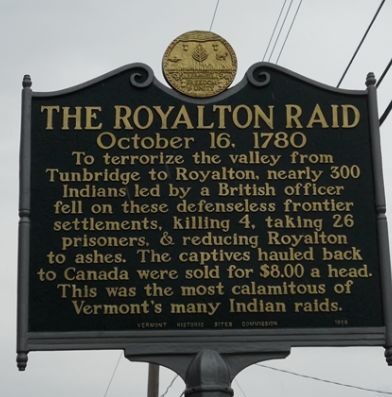 THE ROYALTON RAID
October 16, 1780
To terrorize the valley from
Tunbridge to Royalton, nearly 300
Indians led by a British officer
fell on these defenseless frontier
settlements, killing 4, taking 26
prisoners, & reducing Royalton
to ashes. The captives hauled back
to Canada were sold for $8.00 a head.
This was the most calamitous of
Vermont's many Indian raids.
VERMONT HISTORIC SITES COMMISSION